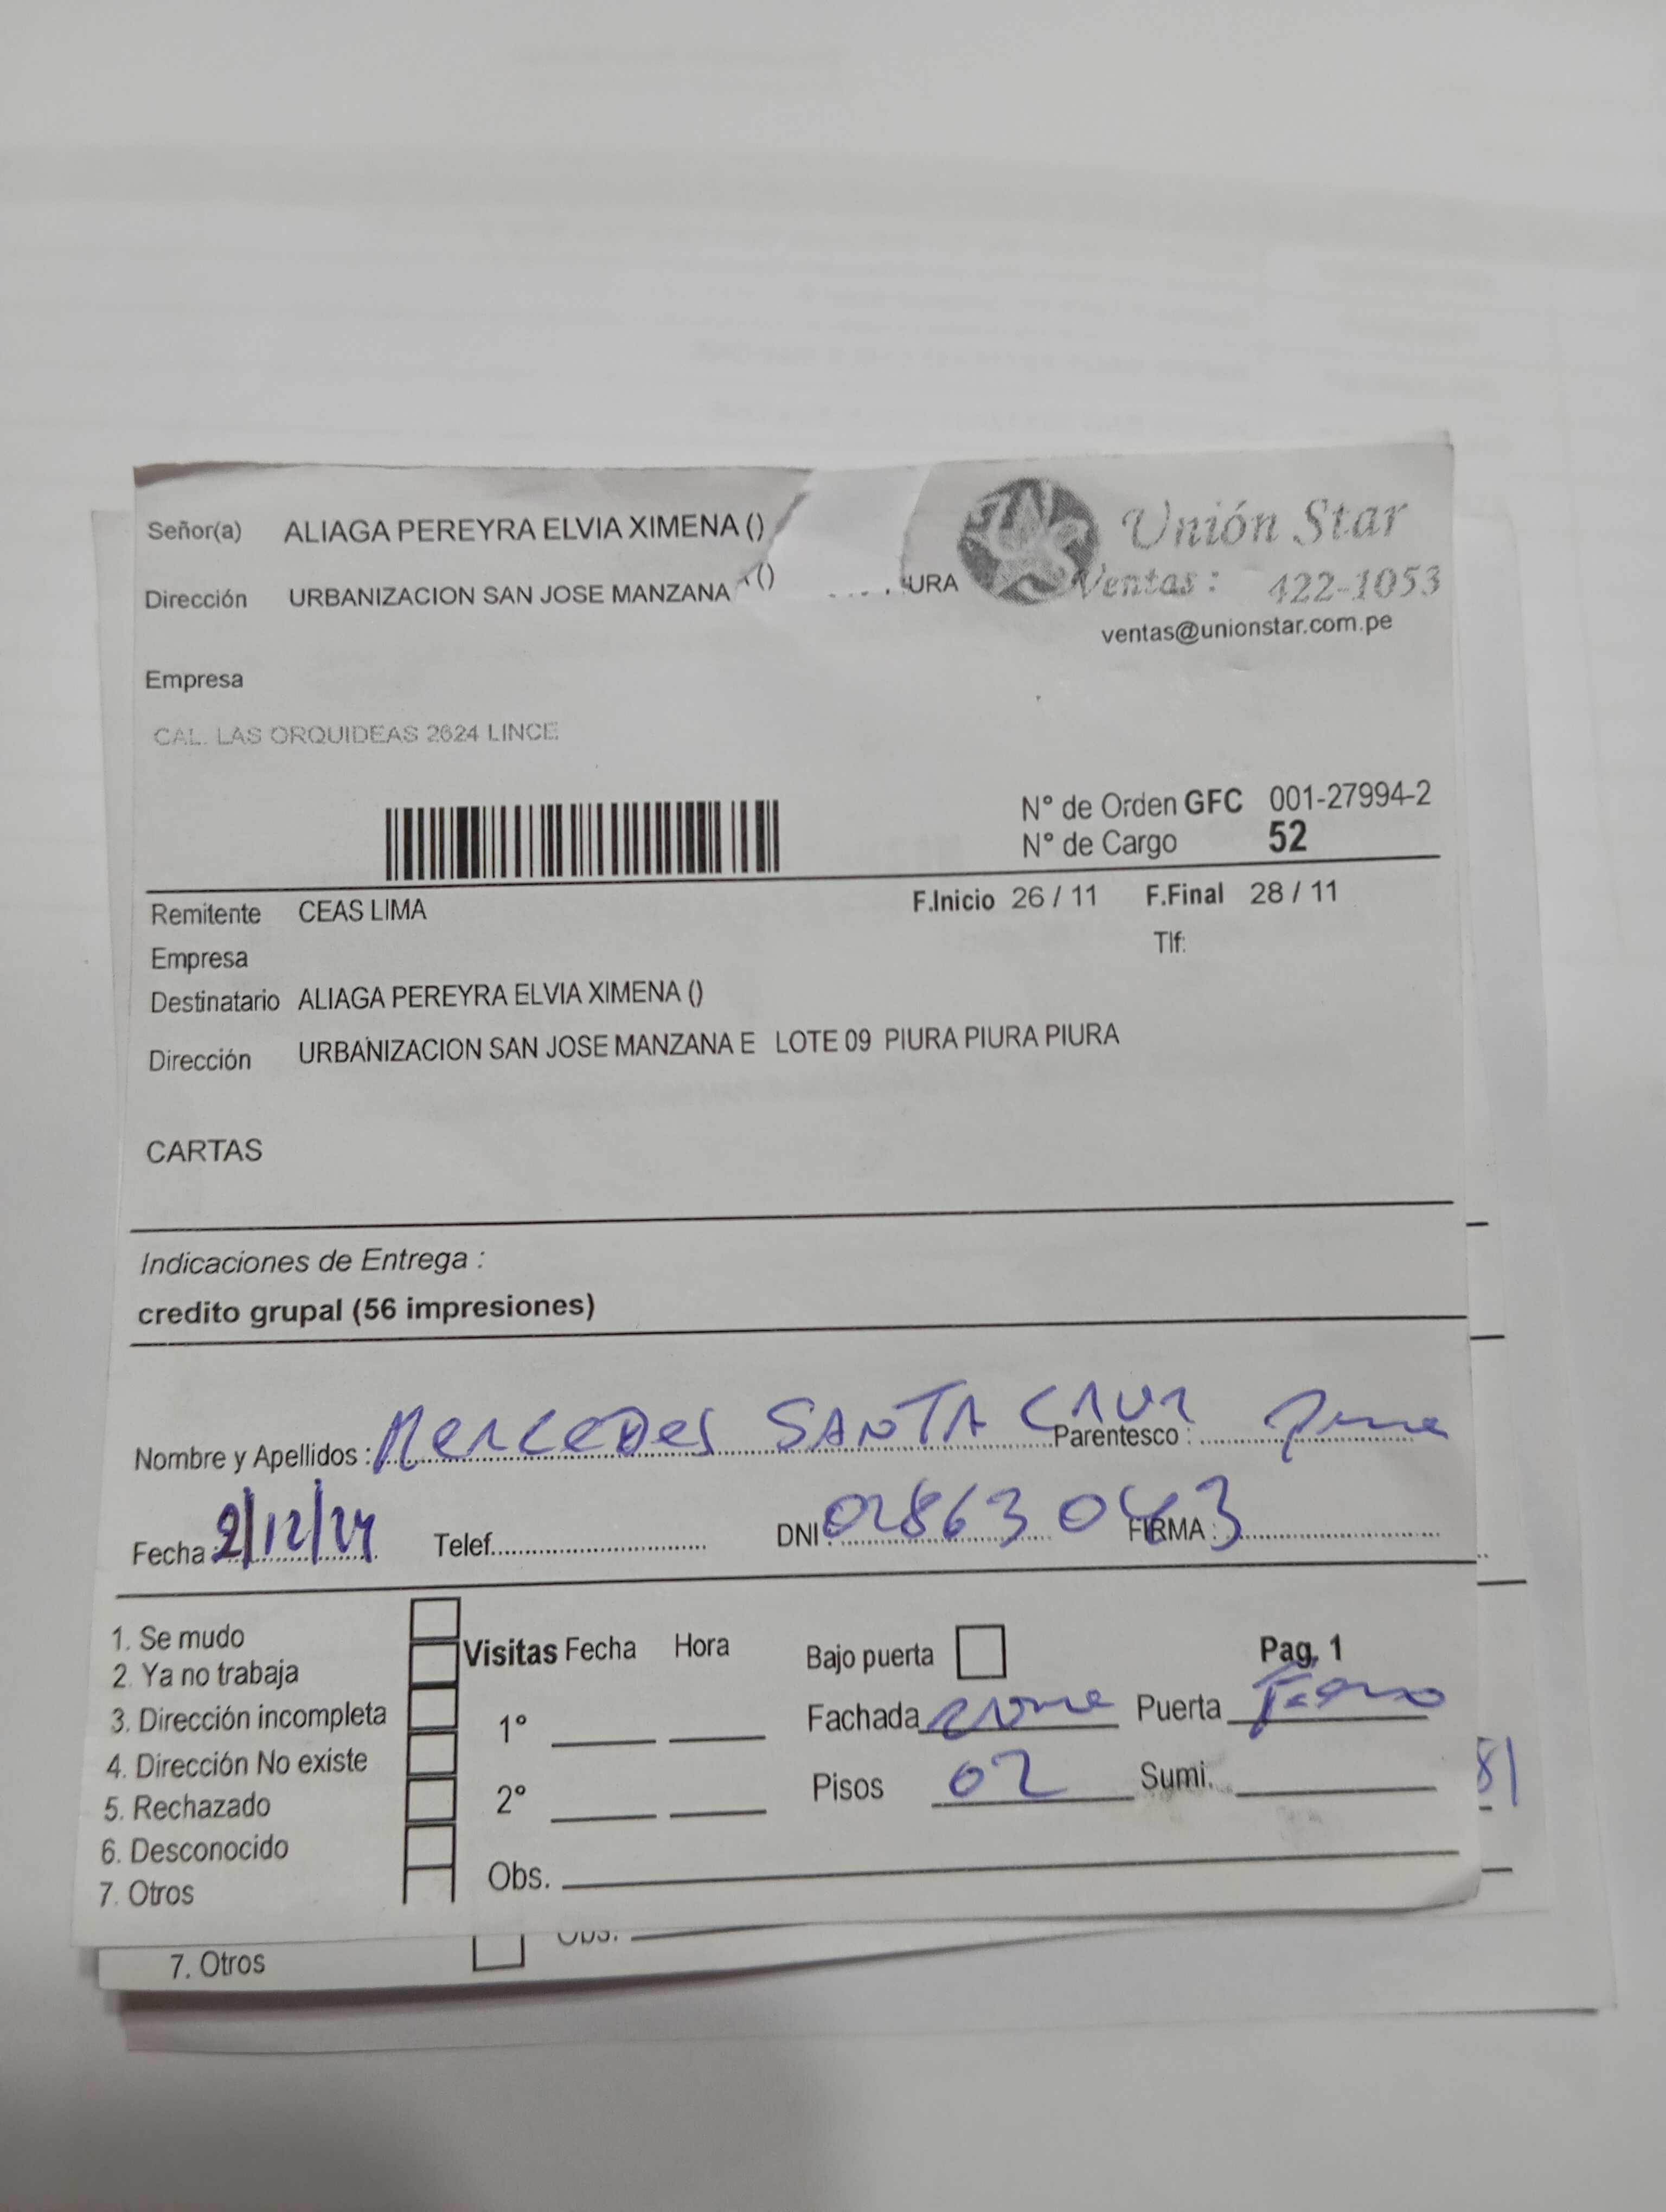 Señor(a) ALIAGA PEREYRA ELVIA XIMENA ()
Dirección URBANIZACION SAN JOSE MANZANA () URA
Unión Star
Ventas : 422-1053
ventas@unionstar.com.pe
Empresa
CAL. LAS ORQUIDEAS 2624 LINCE
N° de Orden GFC 001-27994-2
N° de Cargo 52
Remitente CEAS LIMA F.Inicio 26 / 11 F.Final 28 / 11
Empresa Tlf:
Destinatario ALIAGA PEREYRA ELVIA XIMENA ()
Dirección URBANIZACION SAN JOSE MANZANA E LOTE 09 PIURA PIURA PIURA
CARTAS
Indicaciones de Entrega :
credito grupal (56 impresiones)
Nombre y Apellidos : MERCEDES SANTA CRUZ Parentesco :
Fecha : 2/12/24 Telef. DNI : 02863043 FIRMA :
1. Se mudo
2. Ya no trabaja
3. Dirección incompleta
4. Dirección No existe
5. Rechazado
6. Desconocido
7. Otros
Visitas Fecha Hora
1°
2°
Obs.
Bajo puerta Pag. 1
Fachada Puerta
Pisos 02 Sumi.
81
7. Otros Obs.